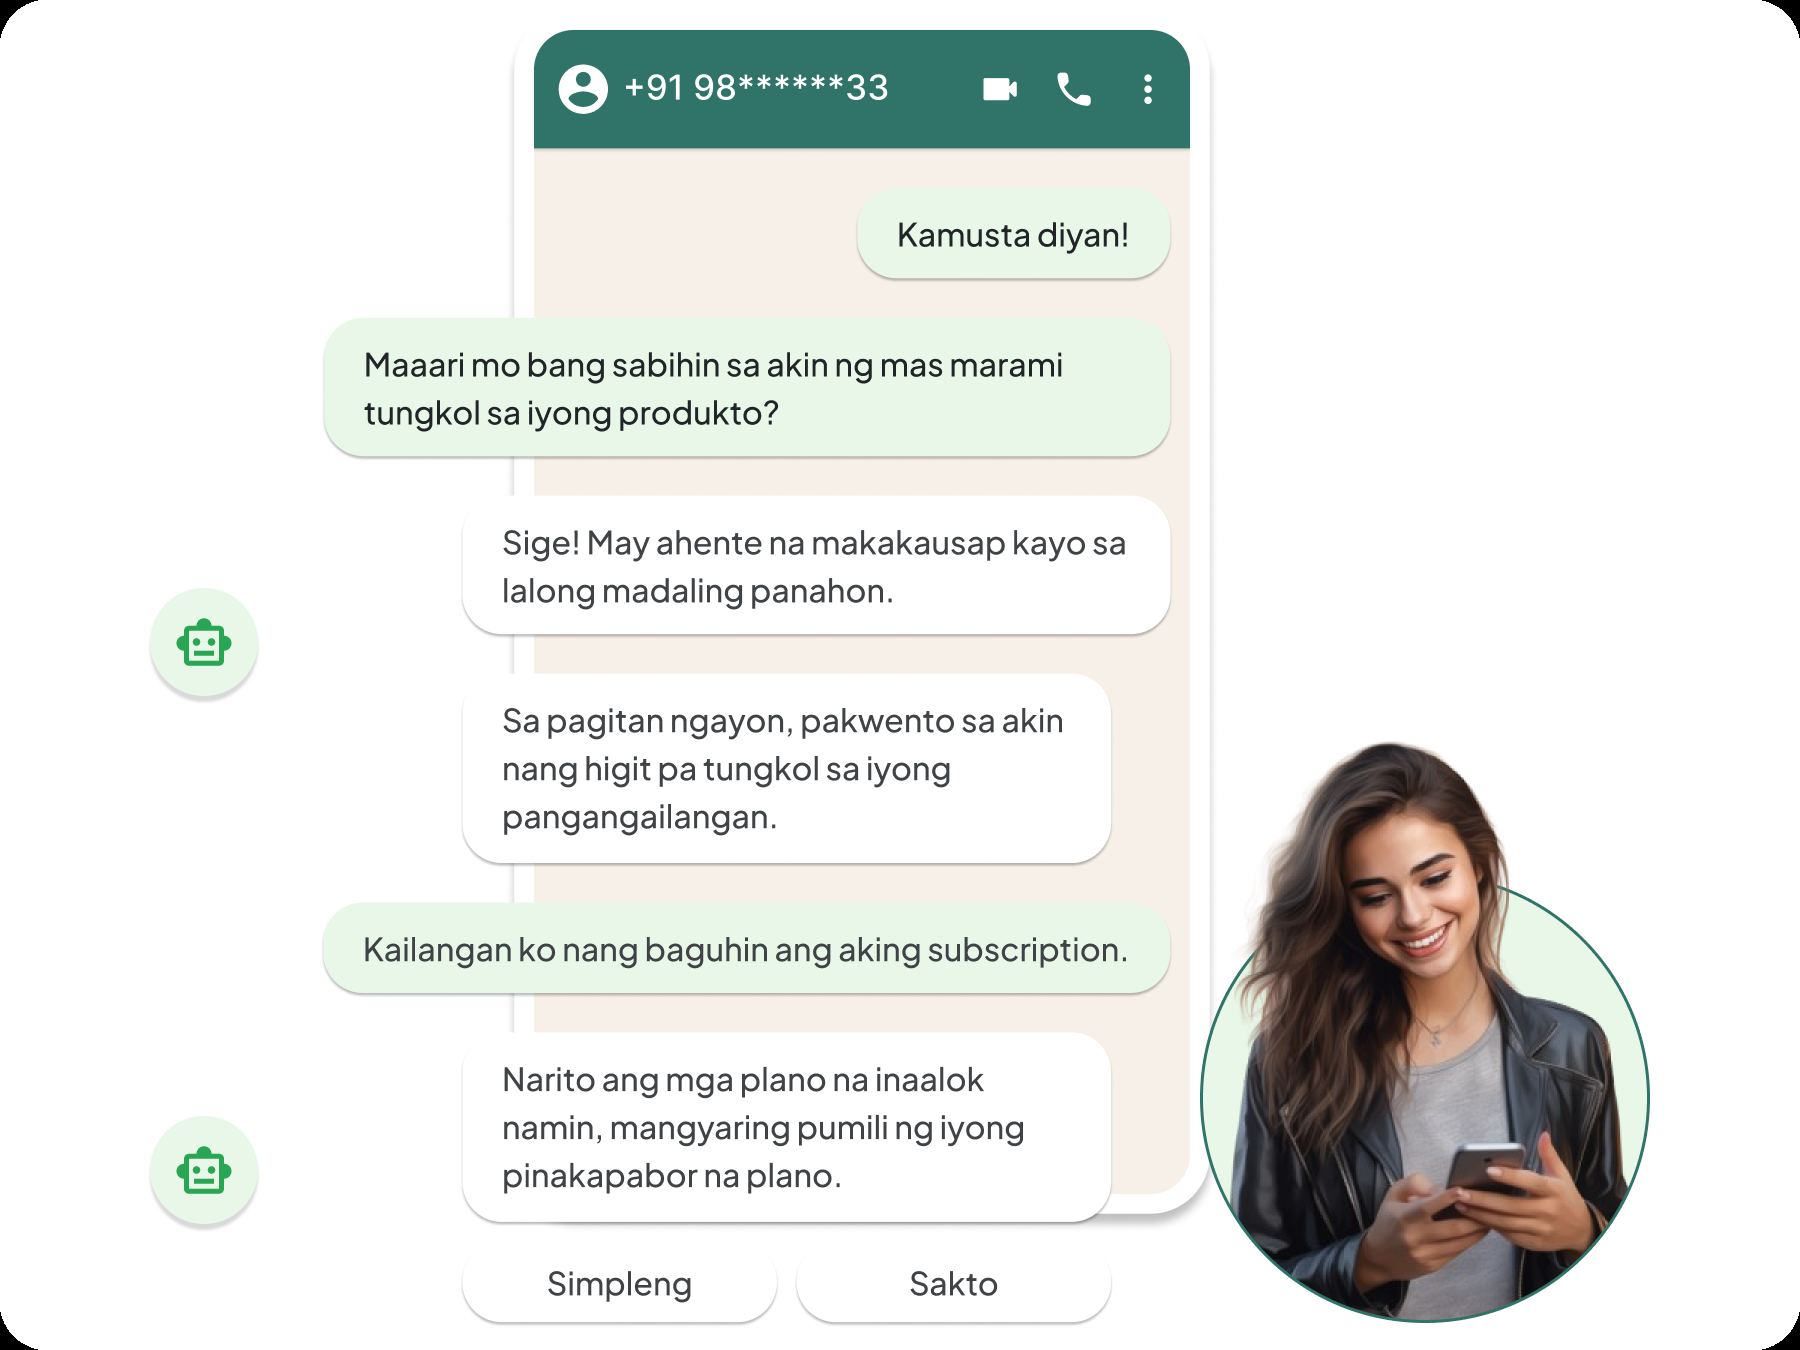 +91 98******33
Kamusta diyan!
Maaari mo bang sabihin sa akin ng mas marami
tungkol sa iyong produkto?
Sige! May ahente na makakausap kayo sa
lalong madaling panahon.
Sa pagitan ngayon, pakwento sa akin
nang higit pa tungkol sa iyong
pangangailangan.
Kailangan ko nang baguhin ang aking subscription.
Narito ang mga plano na inaalok
namin, mangyaring pumili ng iyong
pinakapabor na plano.
Simpleng
Sakto